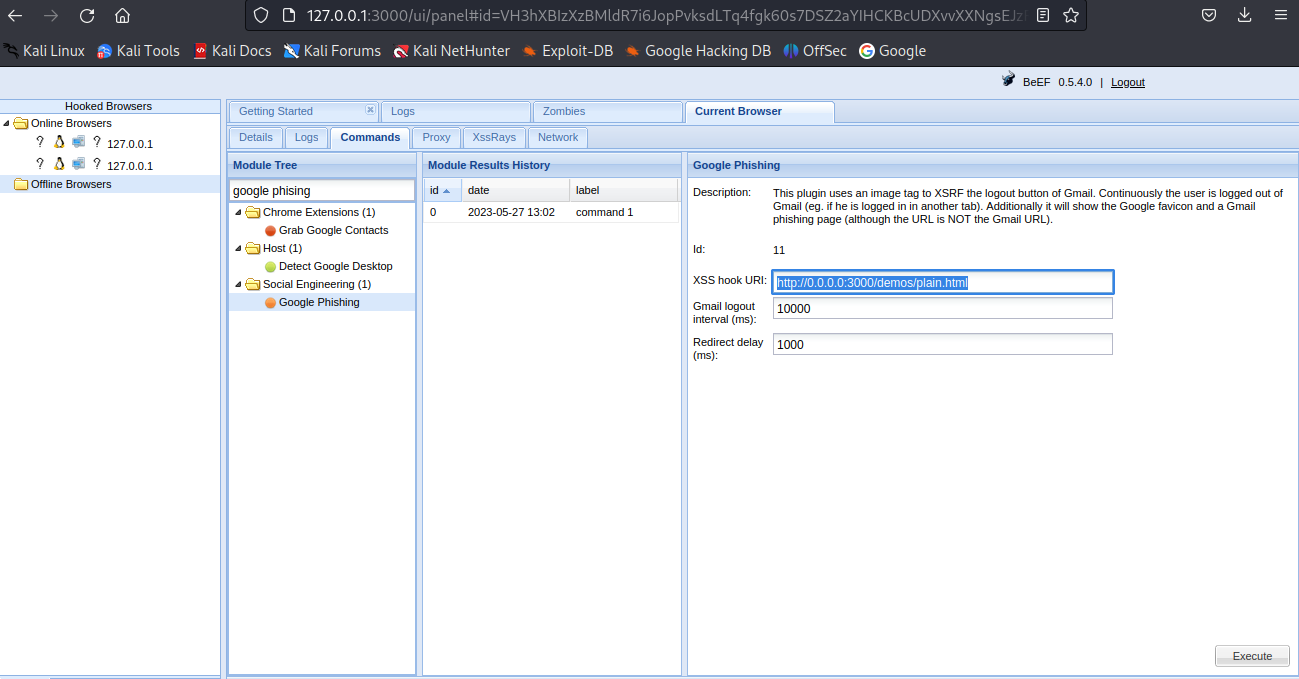 127.0.0.1:3000/ui/panel#id=VH3hXBIzXzBMldR7i6JopPvksdLTq4fgk60s7DSZ2aYIHCKBcUDXvvXXNgsEJz
Kali Linux Kali Tools Kali Docs Kali Forums Kali NetHunter Exploit-DB Google Hacking DB OffSec Google
BeEF 0.5.4.0 | Logout
Hooked Browsers
Online Browsers
? ? 127.0.0.1
? ? 127.0.0.1
Offline Browsers
Getting Started Logs Zombies Current Browser
Details Logs Commands Proxy XssRays Network
Module Tree
google phising
Chrome Extensions (1)
Grab Google Contacts
Host (1)
Detect Google Desktop
Social Engineering (1)
Google Phishing
Module Results History
id date label
0 2023-05-27 13:02 command 1
Google Phishing
Description: This plugin uses an image tag to XSRF the logout button of Gmail. Continuously the user is logged out of
Gmail (eg. if he is logged in in another tab). Additionally it will show the Google favicon and a Gmail
phishing page (although the URL is NOT the Gmail URL).
Id: 11
XSS hook URI: http://0.0.0.0:3000/demos/plain.html
Gmail logout
interval (ms): 10000
Redirect delay
(ms): 1000
Execute